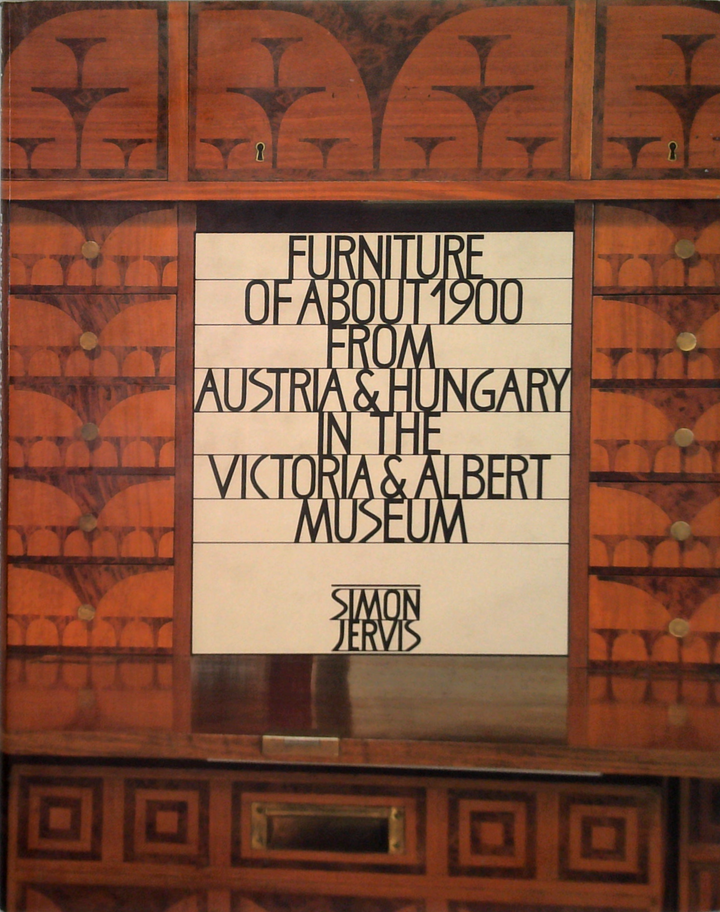 FURNITURE
OF ABOUT 1900
FROM
AUSTRIA & HUNGARY
IN THE
VICTORIA & ALBERT
MUSEUM
SIMON
JERVIS